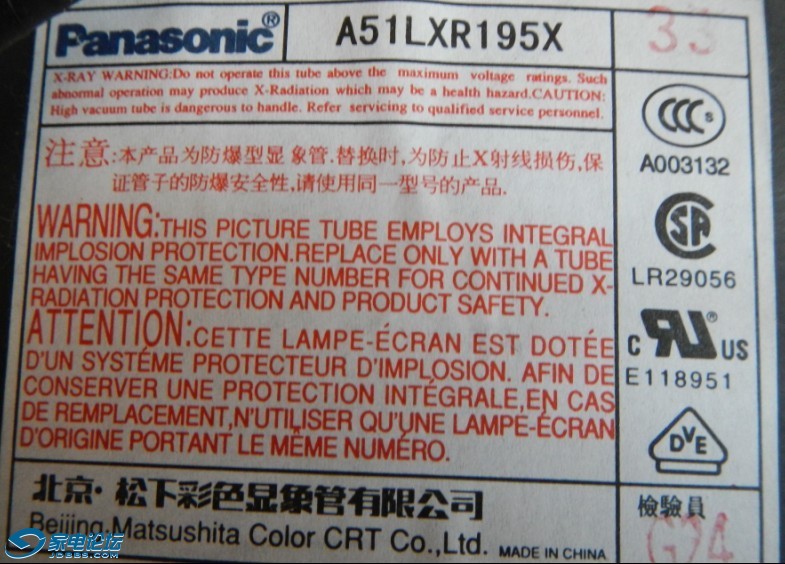 Panasonic®
A51LXR195X
33
X-RAY WARNING:Do not operate this tube above the maximum voltage ratings. Such
abnormal operation may produce X-Radiation which may be a health hazard.CAUTION:
High vacuum tube is dangerous to handle. Refer servicing to qualified service personnel.
CCC S
A003132
注意:本产品为防爆型显象管.替换时,为防止X射线损伤,保
证管子的防爆安全性,请使用同一型号的产品.
SA
LR29056
WARNING:THIS PICTURE TUBE EMPLOYS INTEGRAL
IMPLOSION PROTECTION.REPLACE ONLY WITH A TUBE
HAVING THE SAME TYPE NUMBER FOR CONTINUED X-
RADIATION PROTECTION AND PRODUCT SAFETY.
c RU® US
E118951
ATTENTION:CETTE LAMPE-ÉCRAN EST DOTÉE
D'UN SYSTÉME PROTECTEUR D'IMPLOSION. AFIN DE
CONSERVER UNE PROTECTION INTÉGRALE,EN CAS
DE REMPLACEMENT,N'UTILISER QU'UNE LAMPE-ÉCRAN
D'ORIGINE PORTANT LE MÊME NUMÉRO.
DVE
北京·松下彩色显象管有限公司
Beijing·Matsushita Color CRT Co.,Ltd. MADE IN CHINA
檢驗員
G24
家电论坛
JDBBS.COM